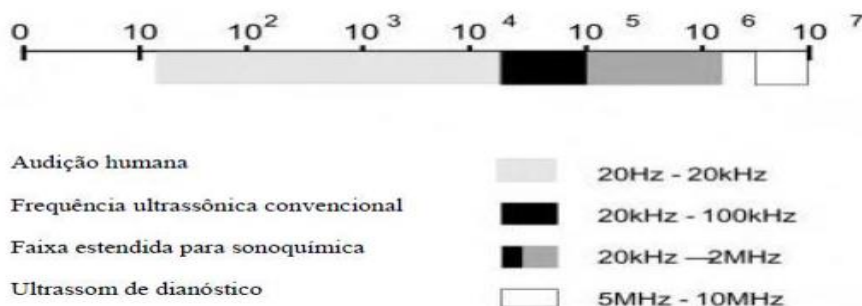 0 10 10² 10³ 10⁴ 10⁵ 10⁶ 10⁷
Audição humana 20Hz - 20kHz
Frequência ultrassônica convencional 20kHz - 100kHz
Faixa estendida para sonoquímica 20kHz —2MHz
Ultrassom de dianóstico 5MHz - 10MHz